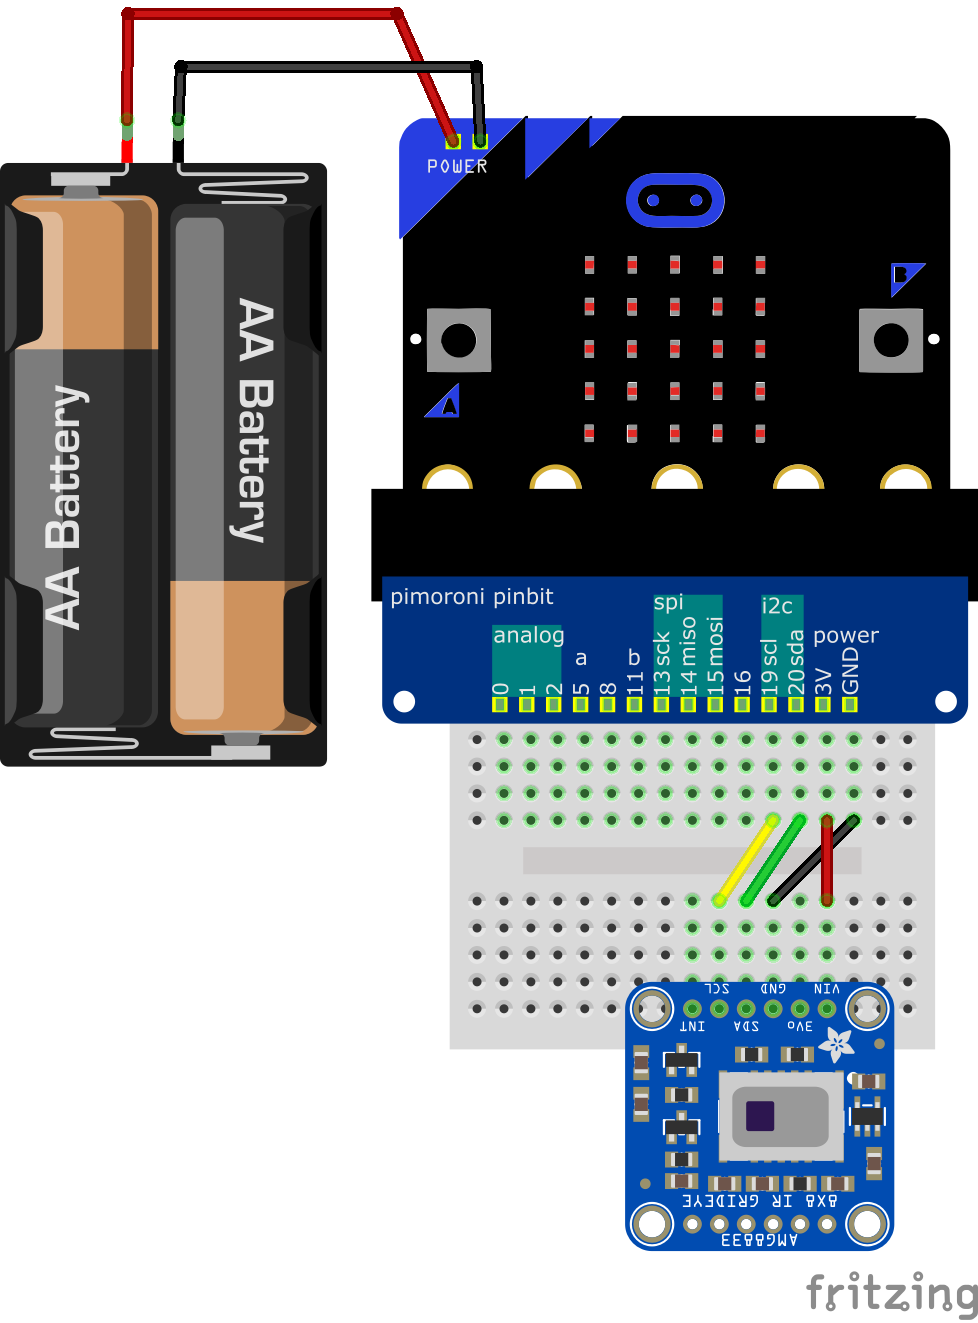 POWER
B
A
AA Battery
AA Battery
pimoroni pinbit
analog
a
b
spi
i2c
power
0
1
2
5
8
11
13 sck
14 miso
15 mosi
16
19 scl
20 sda
3V
GND
SCL GND VIN
INT SDA 3Vo
8X8 IR GRIDEYE
AMG8833
fritzing